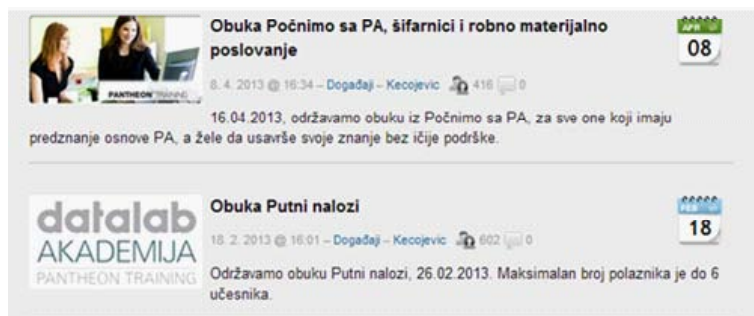 Obuka Počnimo sa PA, šifarnici i robno materijalno
poslovanje
APR
08
8. 4. 2013 @ 16:34 – Događaji – Kecojevic 416 0
PANTHEON TRAINING
16.04.2013, održavamo obuku iz Počnimo sa PA, za sve one koji imaju
predznanje osnove PA, a žele da usavrše svoje znanje bez ičije podrške.
datalab
AKADEMIJA
PANTHEON TRAINING
Obuka Putni nalozi
FEB
18
18. 2. 2013 @ 16:01 – Događaji – Kecojevic 602 0
Održavamo obuku Putni nalozi, 26.02.2013. Maksimalan broj polaznika je do 6
učesnika.